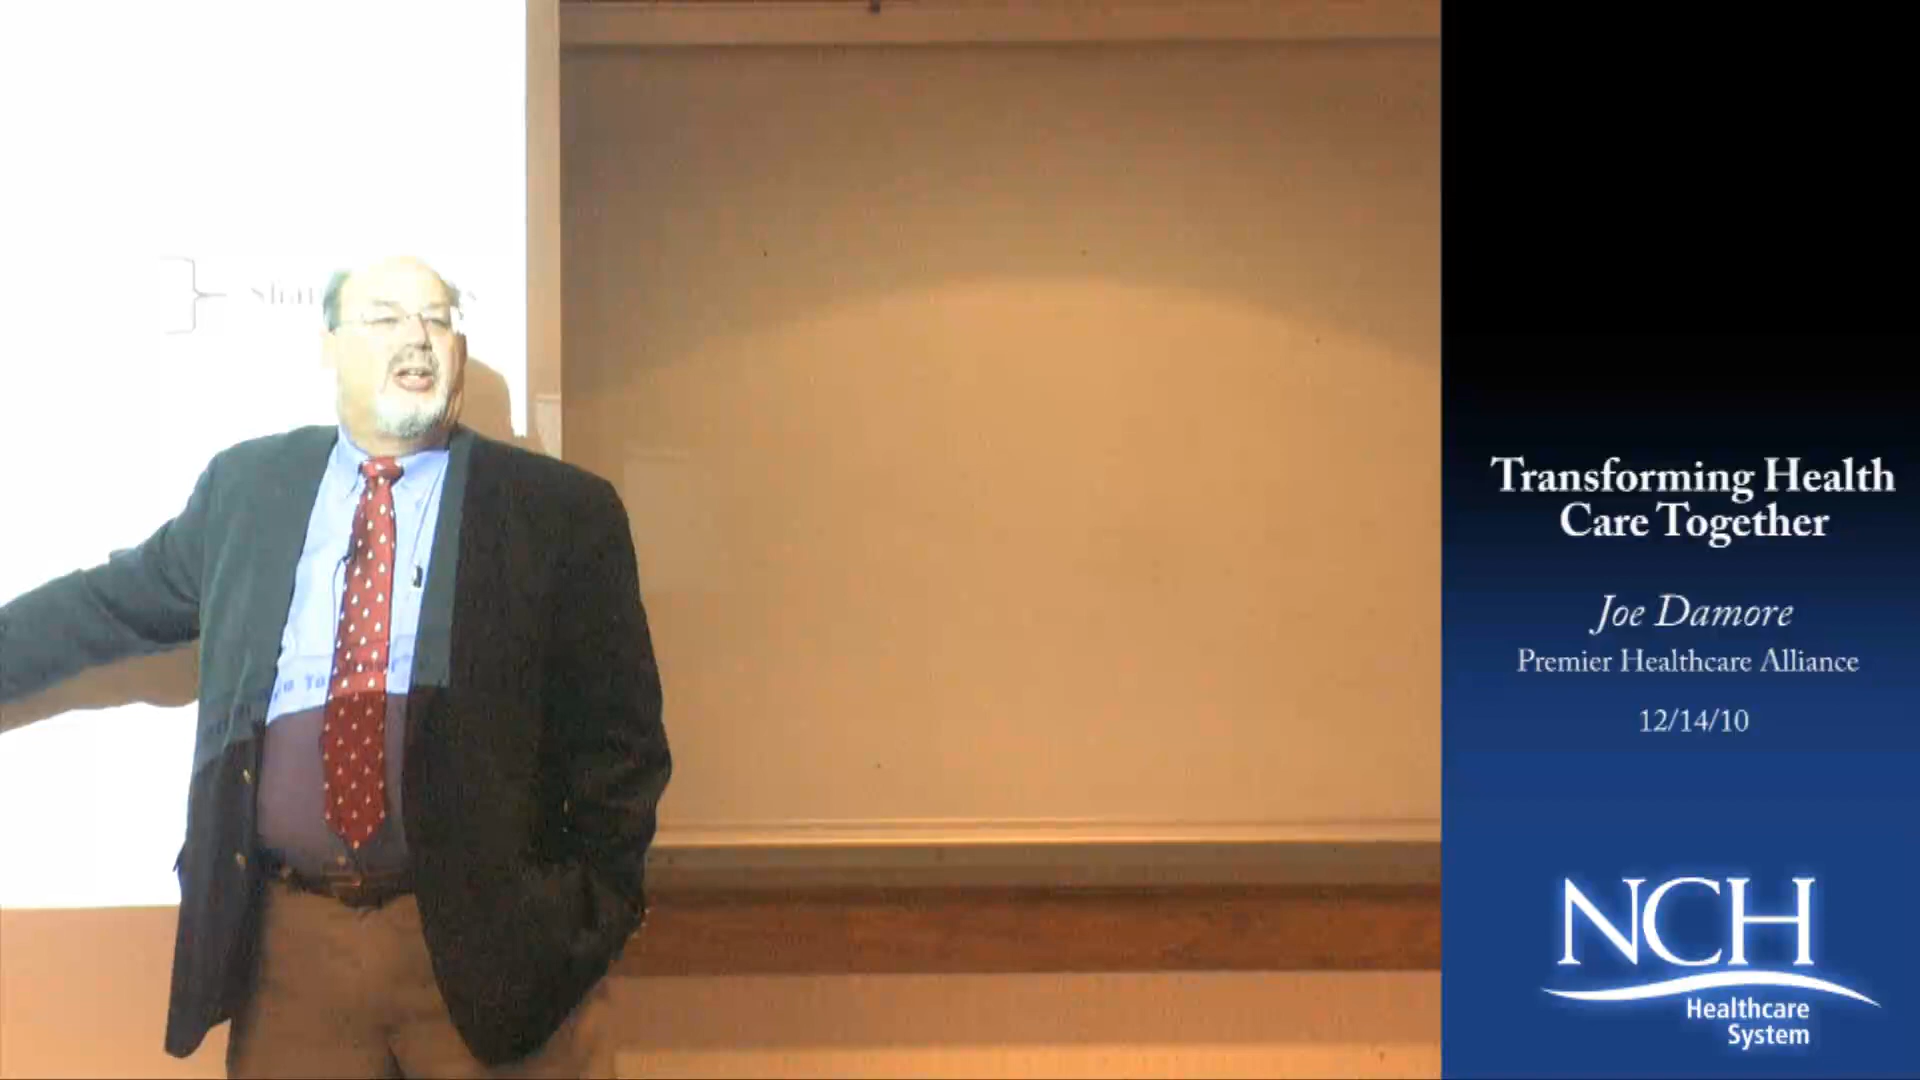 Transforming Health
Care Together
Joe Damore
Premier Healthcare Alliance
12/14/10
NCH
Healthcare
System